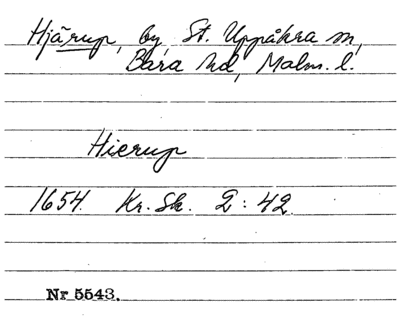 Hjärup, by, St. Uppåkra sn,
Bara hd, Malm. l.
Hierup
1654. Kr. Sk. 2:42
Nr 5543.